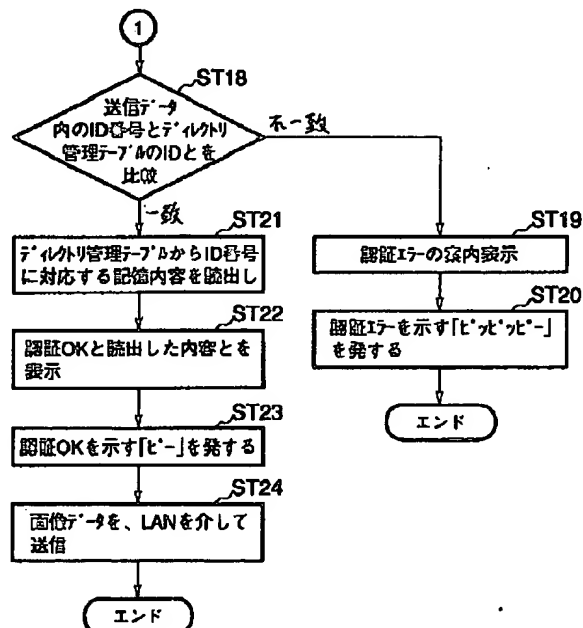 1
ST18
送信データ
内のID番号とディレクトリ
管理テーブルのIDとを
比較
不一致
一致
ST21
ディレクトリ管理テーブルからID番号
に対応する記憶内容を読出し
ST22
認証OKと読出した内容とを
表示
ST23
認証OKを示す「ピー」を発する
ST24
画像データを、LANを介して
送信
エンド
ST19
認証エラーの案内表示
ST20
認証エラーを示す「ピッピッピー」
を発する
エンド